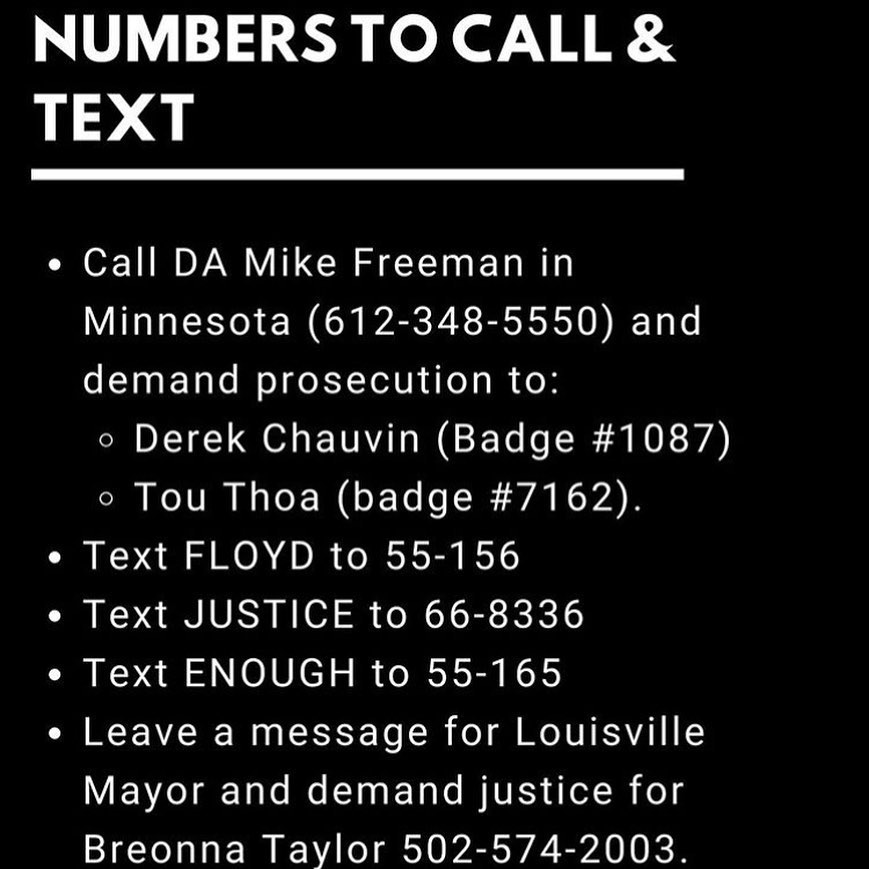 NUMBERS TO CALL &
TEXT
• Call DA Mike Freeman in
Minnesota (612-348-5550) and
demand prosecution to:
◦ Derek Chauvin (Badge #1087)
◦ Tou Thoa (badge #7162).
• Text FLOYD to 55-156
• Text JUSTICE to 66-8336
• Text ENOUGH to 55-165
• Leave a message for Louisville
Mayor and demand justice for
Breonna Taylor 502-574-2003.